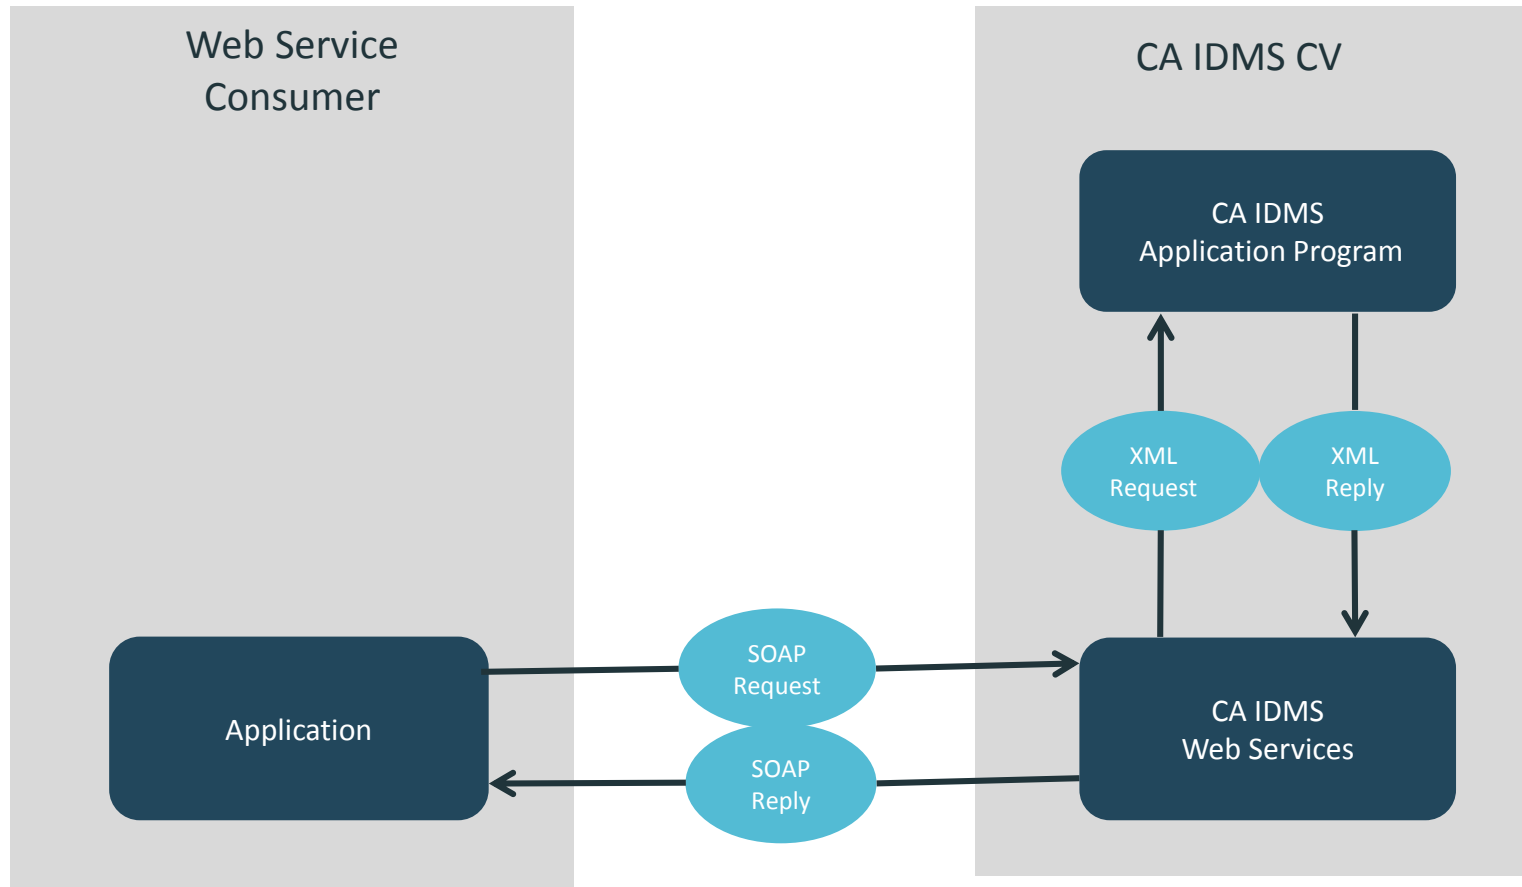 Web Service
Consumer
CA IDMS CV
CA IDMS
Application Program
XML
Request
XML
Reply
SOAP
Request
Application
SOAP
Reply
CA IDMS
Web Services